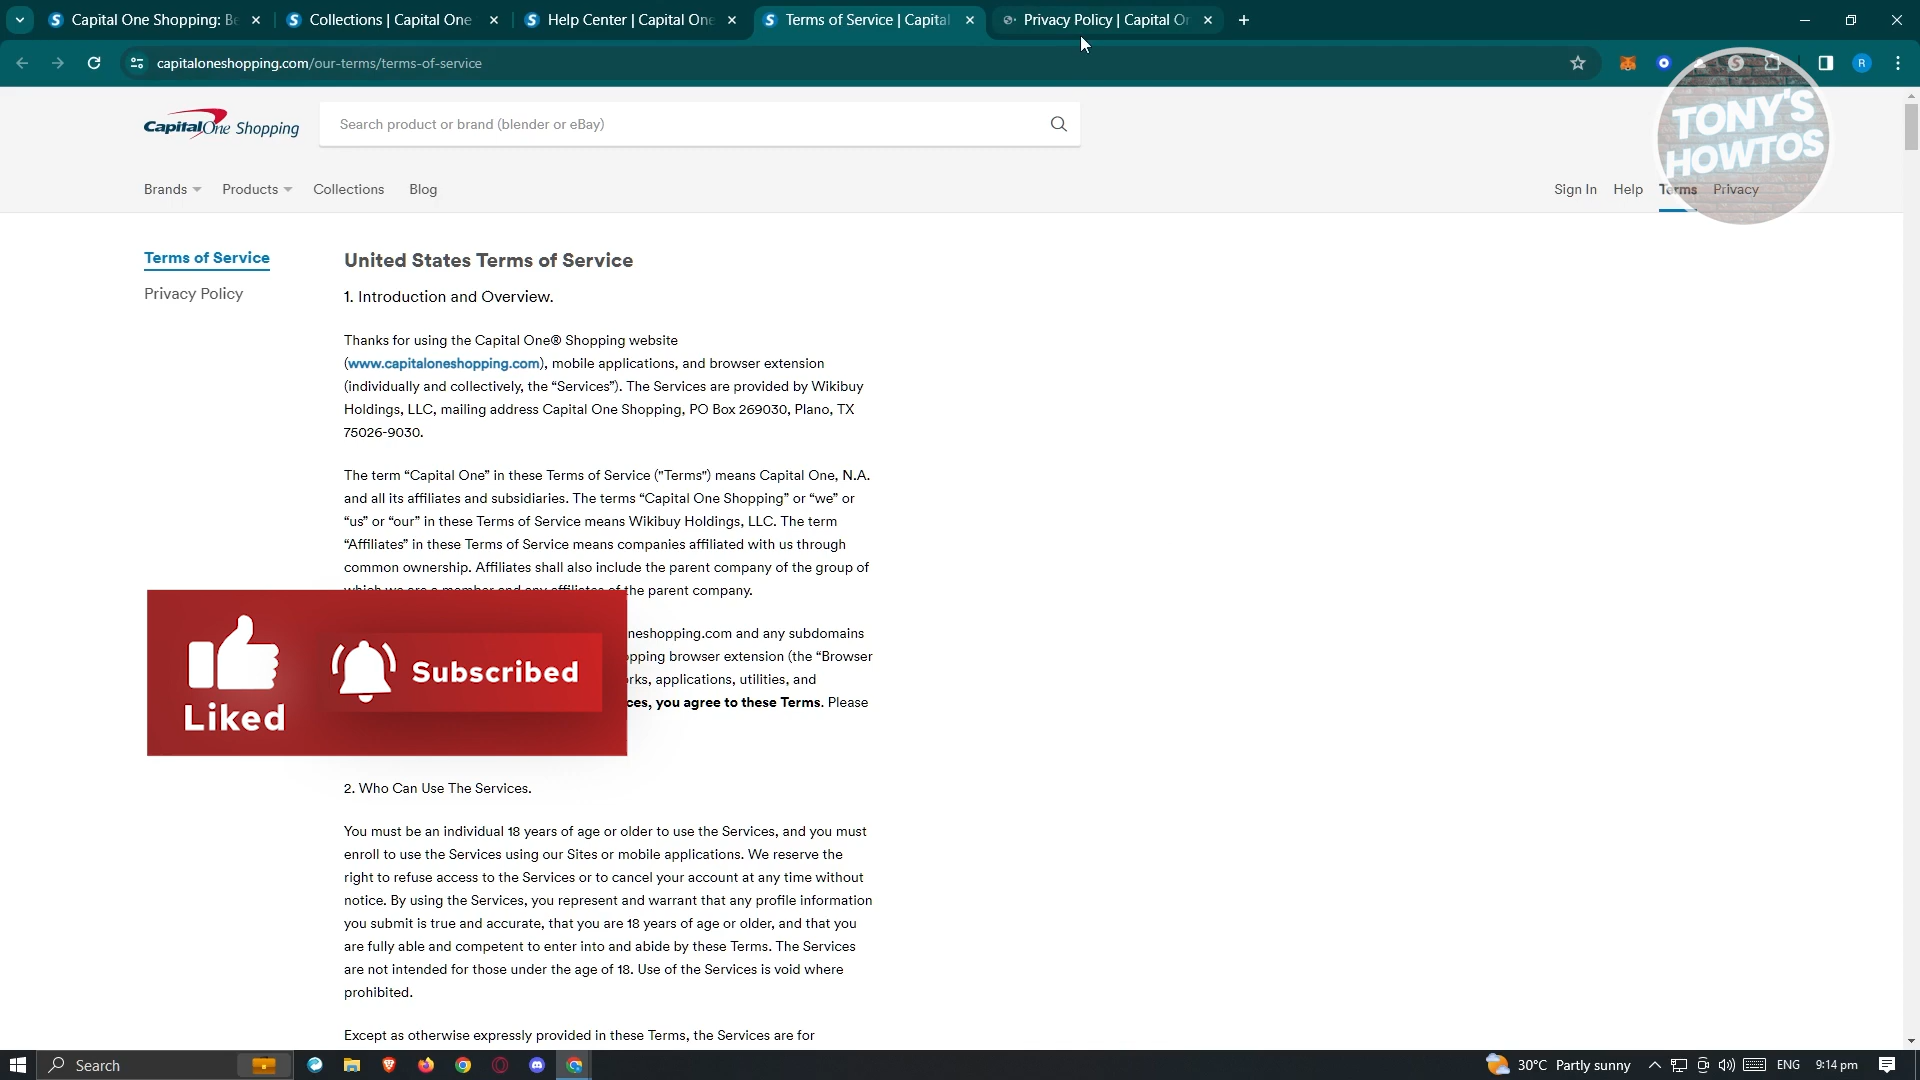 Capital One Shopping: Be
Collections | Capital One
Help Center | Capital One
Terms of Service | Capital
Privacy Policy | Capital Or
capitaloneshopping.com/our-terms/terms-of-service
R
CapitalOne Shopping
Search product or brand (blender or eBay)
TONY'S
HOWTOS
Brands
Products
Collections
Blog
Sign In
Help
Terms
Privacy
Terms of Service
Privacy Policy
United States Terms of Service
1. Introduction and Overview.
Thanks for using the Capital One® Shopping website
(www.capitaloneshopping.com), mobile applications, and browser extension
(individually and collectively, the “Services”). The Services are provided by Wikibuy
Holdings, LLC, mailing address Capital One Shopping, PO Box 269030, Plano, TX
75026-9030.
The term “Capital One” in these Terms of Service ("Terms") means Capital One, N.A.
and all its affiliates and subsidiaries. The terms “Capital One Shopping” or “we” or
“us” or “our” in these Terms of Service means Wikibuy Holdings, LLC. The term
“Affiliates” in these Terms of Service means companies affiliated with us through
common ownership. Affiliates shall also include the parent company of the group of
which we are a member and any affiliates of the parent company.
neshopping.com and any subdomains
pping browser extension (the “Browser
rks, applications, utilities, and
ces, you agree to these Terms. Please
Liked
Subscribed
2. Who Can Use The Services.
You must be an individual 18 years of age or older to use the Services, and you must
enroll to use the Services using our Sites or mobile applications. We reserve the
right to refuse access to the Services or to cancel your account at any time without
notice. By using the Services, you represent and warrant that any profile information
you submit is true and accurate, that you are 18 years of age or older, and that you
are fully able and competent to enter into and abide by these Terms. The Services
are not intended for those under the age of 18. Use of the Services is void where
prohibited.
Except as otherwise expressly provided in these Terms, the Services are for
Search
30°C Partly sunny
ENG
9:14 pm